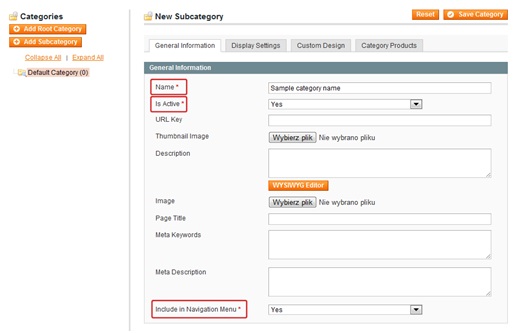 Categories
Add Root Category
Add Subcategory
Collapse All | Expand All
Default Category (0)
New Subcategory
Reset
Save Category
General Information
Display Settings
Custom Design
Category Products
General Information
Name *
Sample category name
Is Active *
Yes
URL Key
Thumbnail Image
Wybierz plik Nie wybrano pliku
Description
WYSIWYG Editor
Image
Wybierz plik Nie wybrano pliku
Page Title
Meta Keywords
Meta Description
Include in Navigation Menu *
Yes